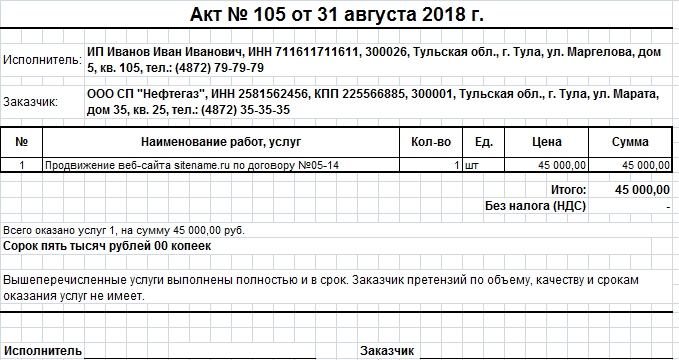 Акт № 105 от 31 августа 2018 г.
Исполнитель: ИП Иванов Иван Иванович, ИНН 711611711611, 300026, Тульская обл., г. Тула, ул. Маргелова, дом
5, кв. 105, тел.: (4872) 79-79-79
Заказчик: ООО СП "Нефтегаз", ИНН 2581562456, КПП 225566885, 300001, Тульская обл., г. Тула, ул. Марата,
дом 35, кв. 25, тел.: (4872) 35-35-35
№ Наименование работ, услуг Кол-во Ед. Цена Сумма
1 Продвижение веб-сайта sitename.ru по договору №05-14 1 шт 45 000,00 45 000,00
Итого: 45 000,00
Без налога (НДС) -
Всего оказано услуг 1, на сумму 45 000,00 руб.
Сорок пять тысяч рублей 00 копеек
Вышеперечисленные услуги выполнены полностью и в срок. Заказчик претензий по объему, качеству и срокам
оказания услуг не имеет.
Исполнитель Заказчик